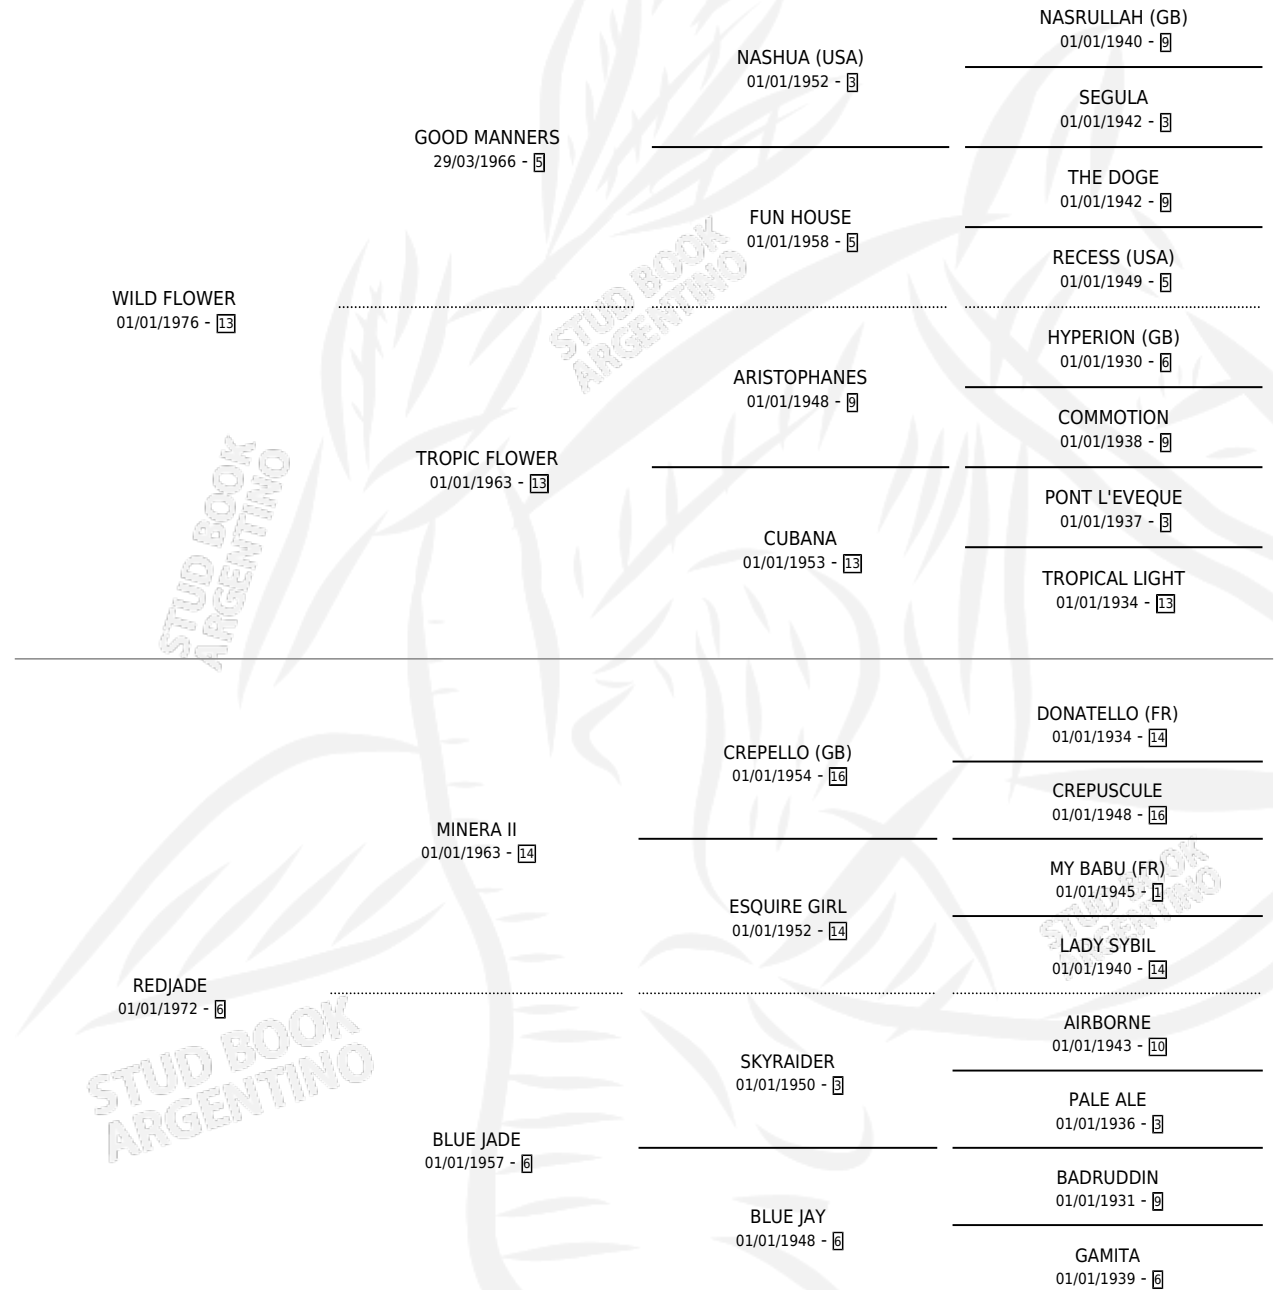 NASRULLAH (GB)
01/01/1940 - 9
NASHUA (USA)
01/01/1952 - 3
SEGULA
01/01/1942 - 3
GOOD MANNERS
29/03/1966 - 5
THE DOGE
01/01/1942 - 9
FUN HOUSE
01/01/1958 - 5
RECESS (USA)
01/01/1949 - 5
WILD FLOWER
01/01/1976 - 13
HYPERION (GB)
01/01/1930 - 6
ARISTOPHANES
01/01/1948 - 9
COMMOTION
01/01/1938 - 9
TROPIC FLOWER
01/01/1963 - 13
PONT L'EVEQUE
01/01/1937 - 3
CUBANA
01/01/1953 - 13
TROPICAL LIGHT
01/01/1934 - 13
DONATELLO (FR)
01/01/1934 - 14
CREPELLO (GB)
01/01/1954 - 16
CREPUSCULE
01/01/1948 - 16
MINERA II
01/01/1963 - 14
MY BABU (FR)
01/01/1945 - 1
ESQUIRE GIRL
01/01/1952 - 14
LADY SYBIL
01/01/1940 - 14
REDJADE
01/01/1972 - 6
AIRBORNE
01/01/1943 - 10
SKYRAIDER
01/01/1950 - 3
PALE ALE
01/01/1936 - 3
BLUE JADE
01/01/1957 - 6
BADRUDDIN
01/01/1931 - 9
BLUE JAY
01/01/1948 - 6
GAMITA
01/01/1939 - 6
STUD BOOK
ARGENTINO
STUD BOOK
ARGENTINO
STUD BOOK
ARGENTINO
STUD BOOK
ARGENTINO